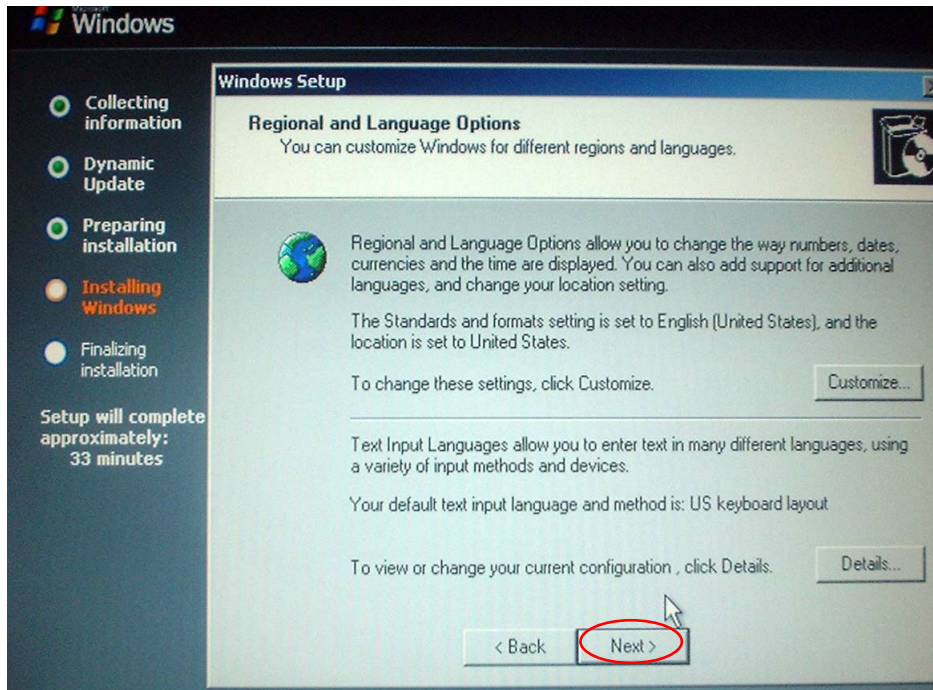 Microsoft
Windows
Collecting
information
Dynamic
Update
Preparing
installation
Installing
Windows
Finalizing
installation
Setup will complete
approximately:
33 minutes
Windows Setup
Regional and Language Options
You can customize Windows for different regions and languages.
Regional and Language Options allow you to change the way numbers, dates,
currencies and the time are displayed. You can also add support for additional
languages, and change your location setting.
The Standards and formats setting is set to English (United States), and the
location is set to United States.
To change these settings, click Customize.
Customize...
Text Input Languages allow you to enter text in many different languages, using
a variety of input methods and devices.
Your default text input language and method is: US keyboard layout
To view or change your current configuration , click Details.
Details...
< Back
Next >